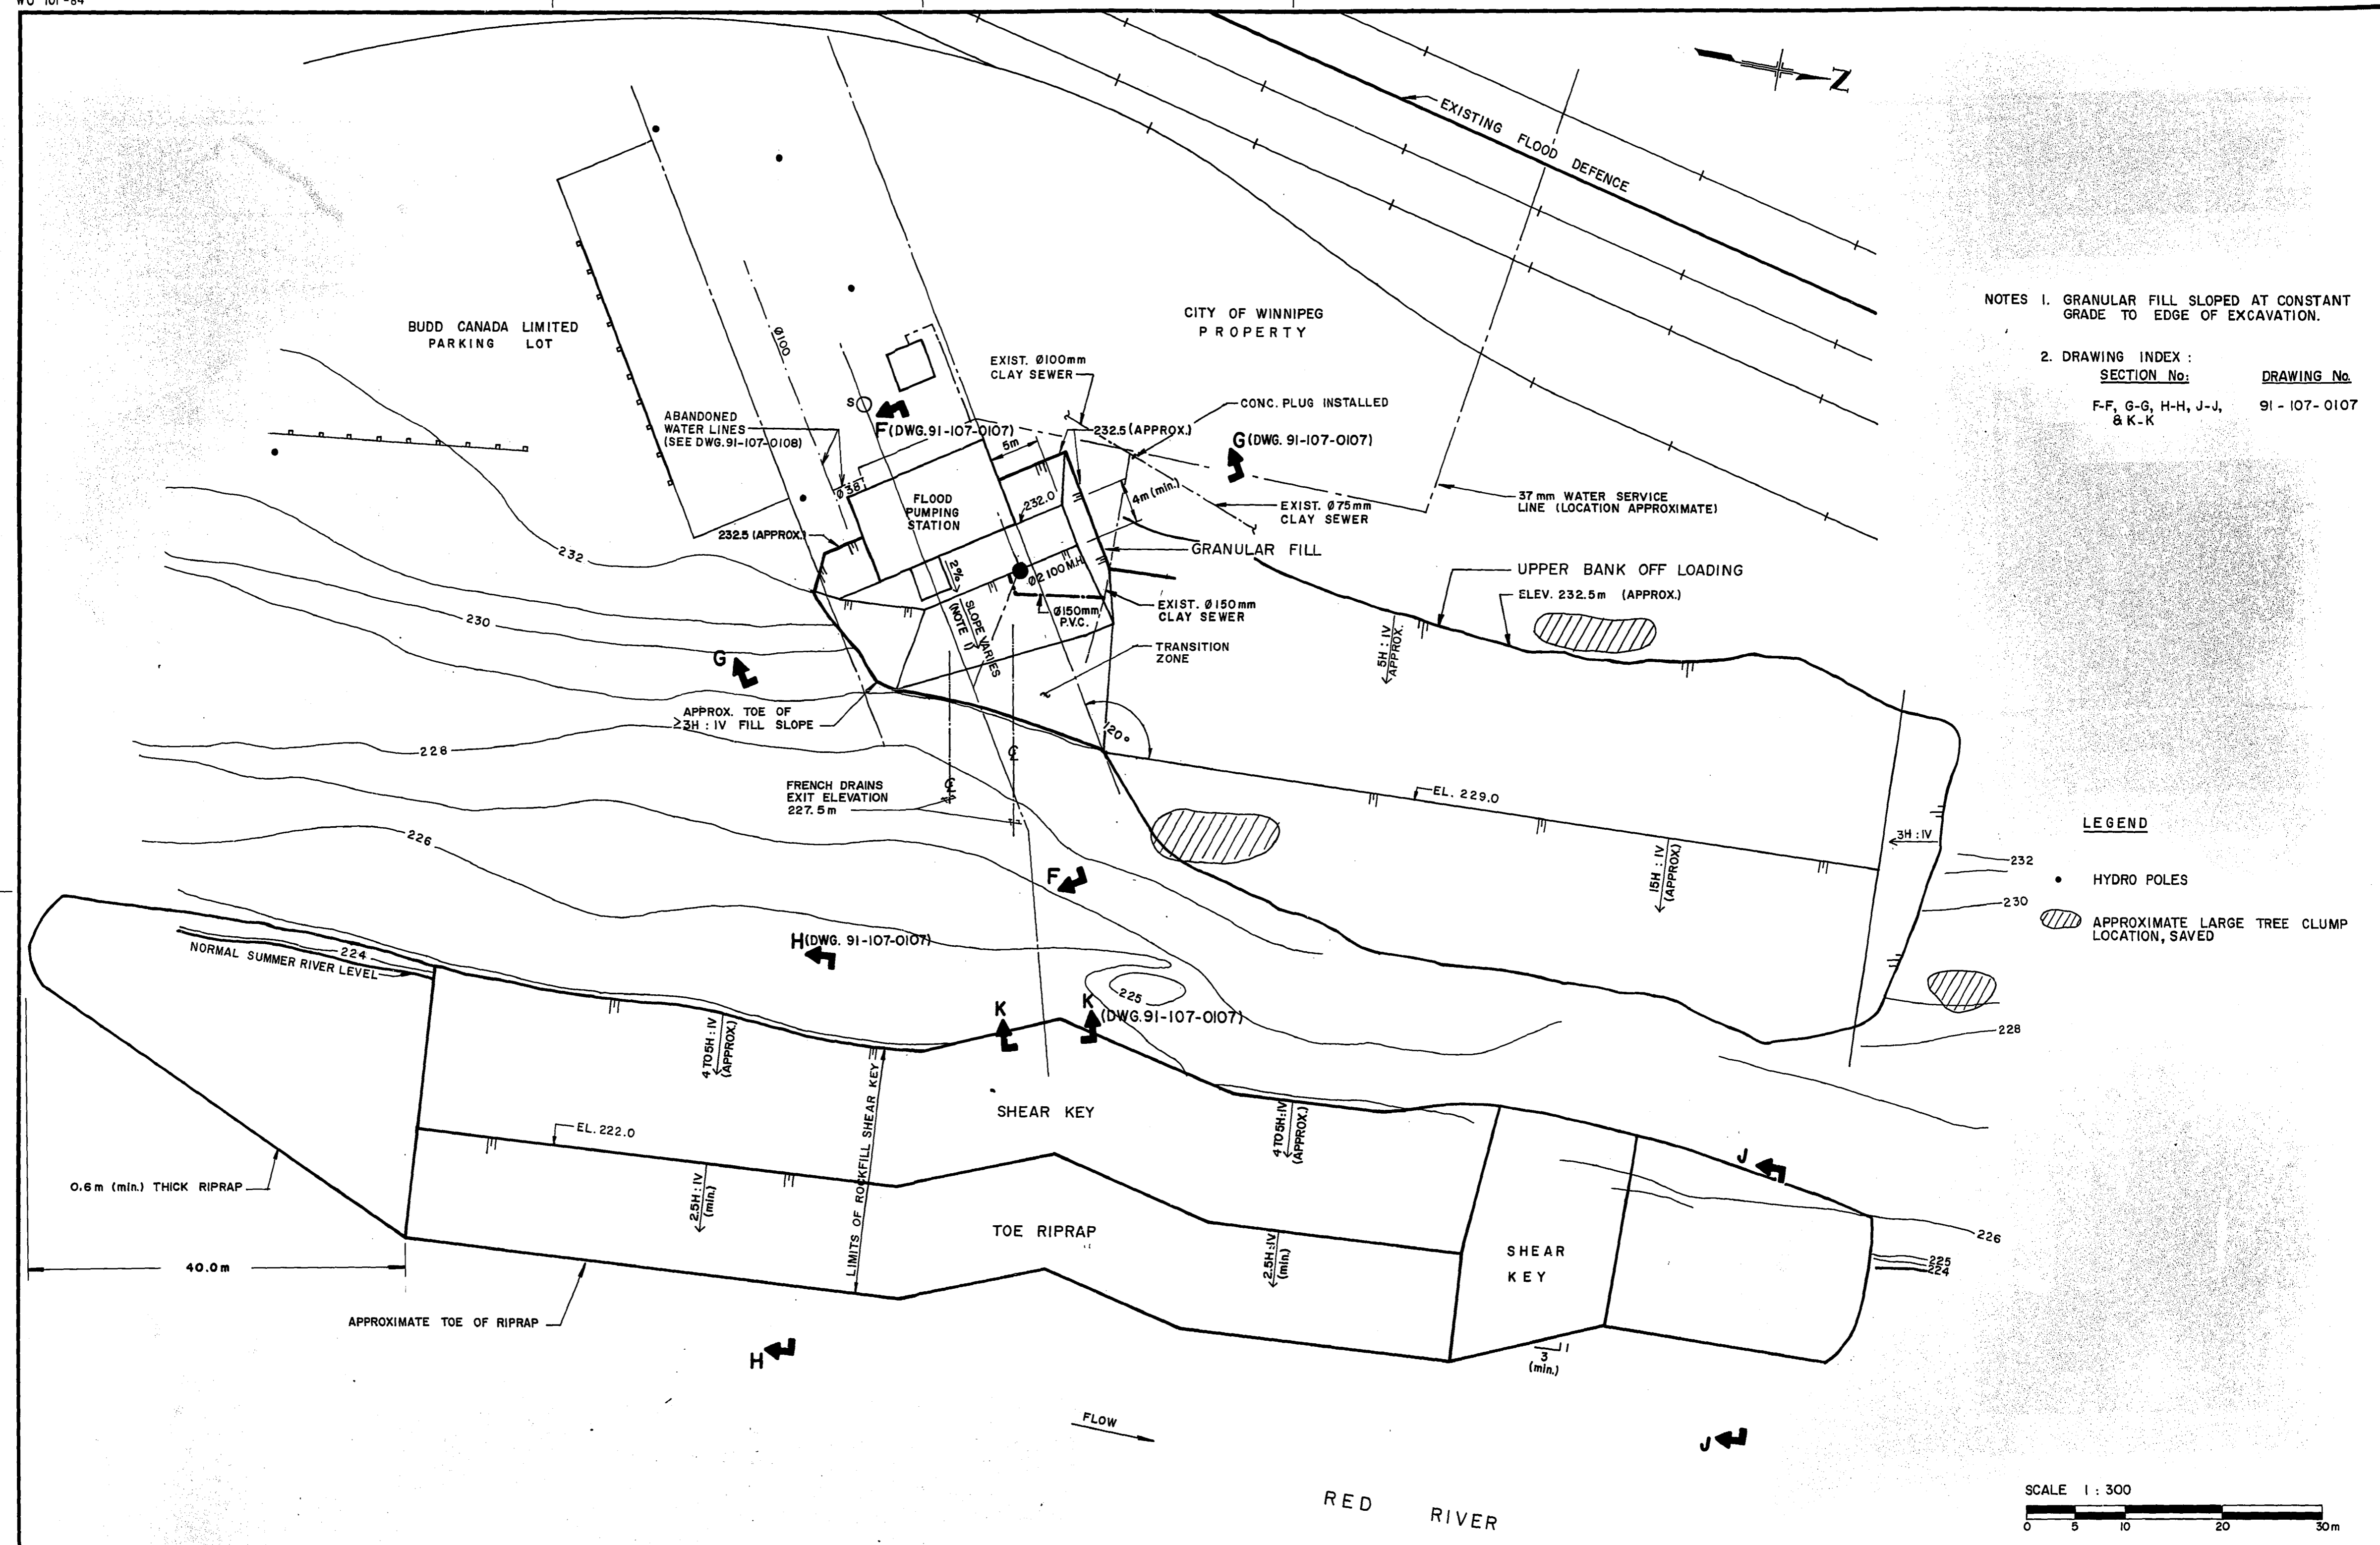 WO 101-84
Z
EXISTING FLOOD DEFENCE
NOTES 1. GRANULAR FILL SLOPED AT CONSTANT
GRADE TO EDGE OF EXCAVATION.
2. DRAWING INDEX :
SECTION No:
DRAWING No.
F-F, G-G, H-H, J-J,
& K-K
91 - 107 - 0107
BUDD CANADA LIMITED
PARKING LOT
CITY OF WINNIPEG
PROPERTY
Ø100
EXIST. Ø100mm
CLAY SEWER
CONC. PLUG INSTALLED
S
ABANDONED
WATER LINES
(SEE DWG. 91-107-0108)
F (DWG. 91-107-0107)
232.5 (APPROX.)
G (DWG. 91-107-0107)
5m
Ø 38
FLOOD
PUMPING
STATION
232.0
4m (min.)
EXIST. Ø75mm
CLAY SEWER
37 mm WATER SERVICE
LINE (LOCATION APPROXIMATE)
232.5 (APPROX.)
232
GRANULAR FILL
2%
SLOPE VARIES
(NOTE 1)
Ø2100 M.H.
UPPER BANK OFF LOADING
ELEV. 232.5m (APPROX.)
Ø150mm
P.V.C.
EXIST. Ø150mm
CLAY SEWER
230
TRANSITION
ZONE
5H : 1V
APPROX.
G
APPROX. TOE OF
≥3H : 1V FILL SLOPE
120°
228
℄
℄
FRENCH DRAINS
EXIT ELEVATION
227.5 m
EL. 229.0
LEGEND
3H : 1V
232
226
15H : 1V
(APPROX.)
HYDRO POLES
F
230
APPROXIMATE LARGE TREE CLUMP
LOCATION, SAVED
H (DWG. 91-107-0107)
224
NORMAL SUMMER RIVER LEVEL
225
K
K
(DWG. 91-107-0107)
228
4 TO 5H : 1V
(APPROX.)
SHEAR KEY
LIMITS OF ROCKFILL SHEAR KEY
EL. 222.0
4 TO 5H : 1V
(APPROX.)
J
0.6 m (min.) THICK RIPRAP
2.5H : 1V
(min.)
TOE RIPRAP
226
SHEAR
KEY
2.5H : 1V
(min.)
225
224
40.0m
APPROXIMATE TOE OF RIPRAP
H
1
3
(min.)
FLOW
J
RED RIVER
SCALE 1 : 300
0 5 10 20 30m